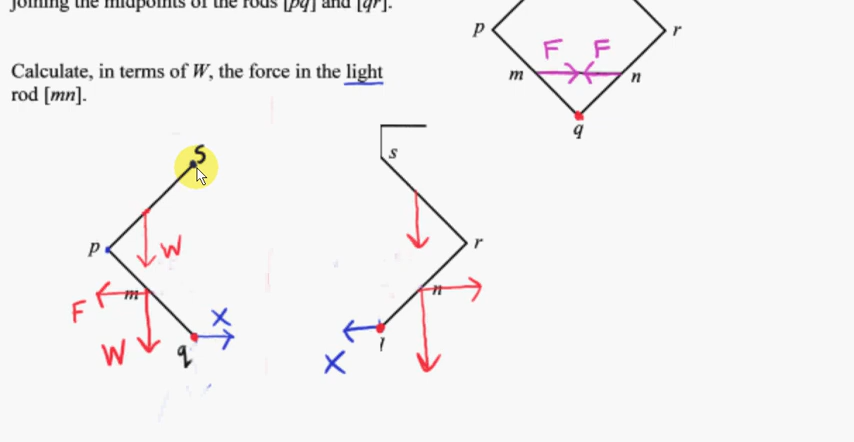 joining the midpoints of the rods [pq] and [qr].
Calculate, in terms of W, the force in the light
rod [mn].
p
r
F F
m
n
q
s
s
p
W
r
F
m
n
X
W
q
X